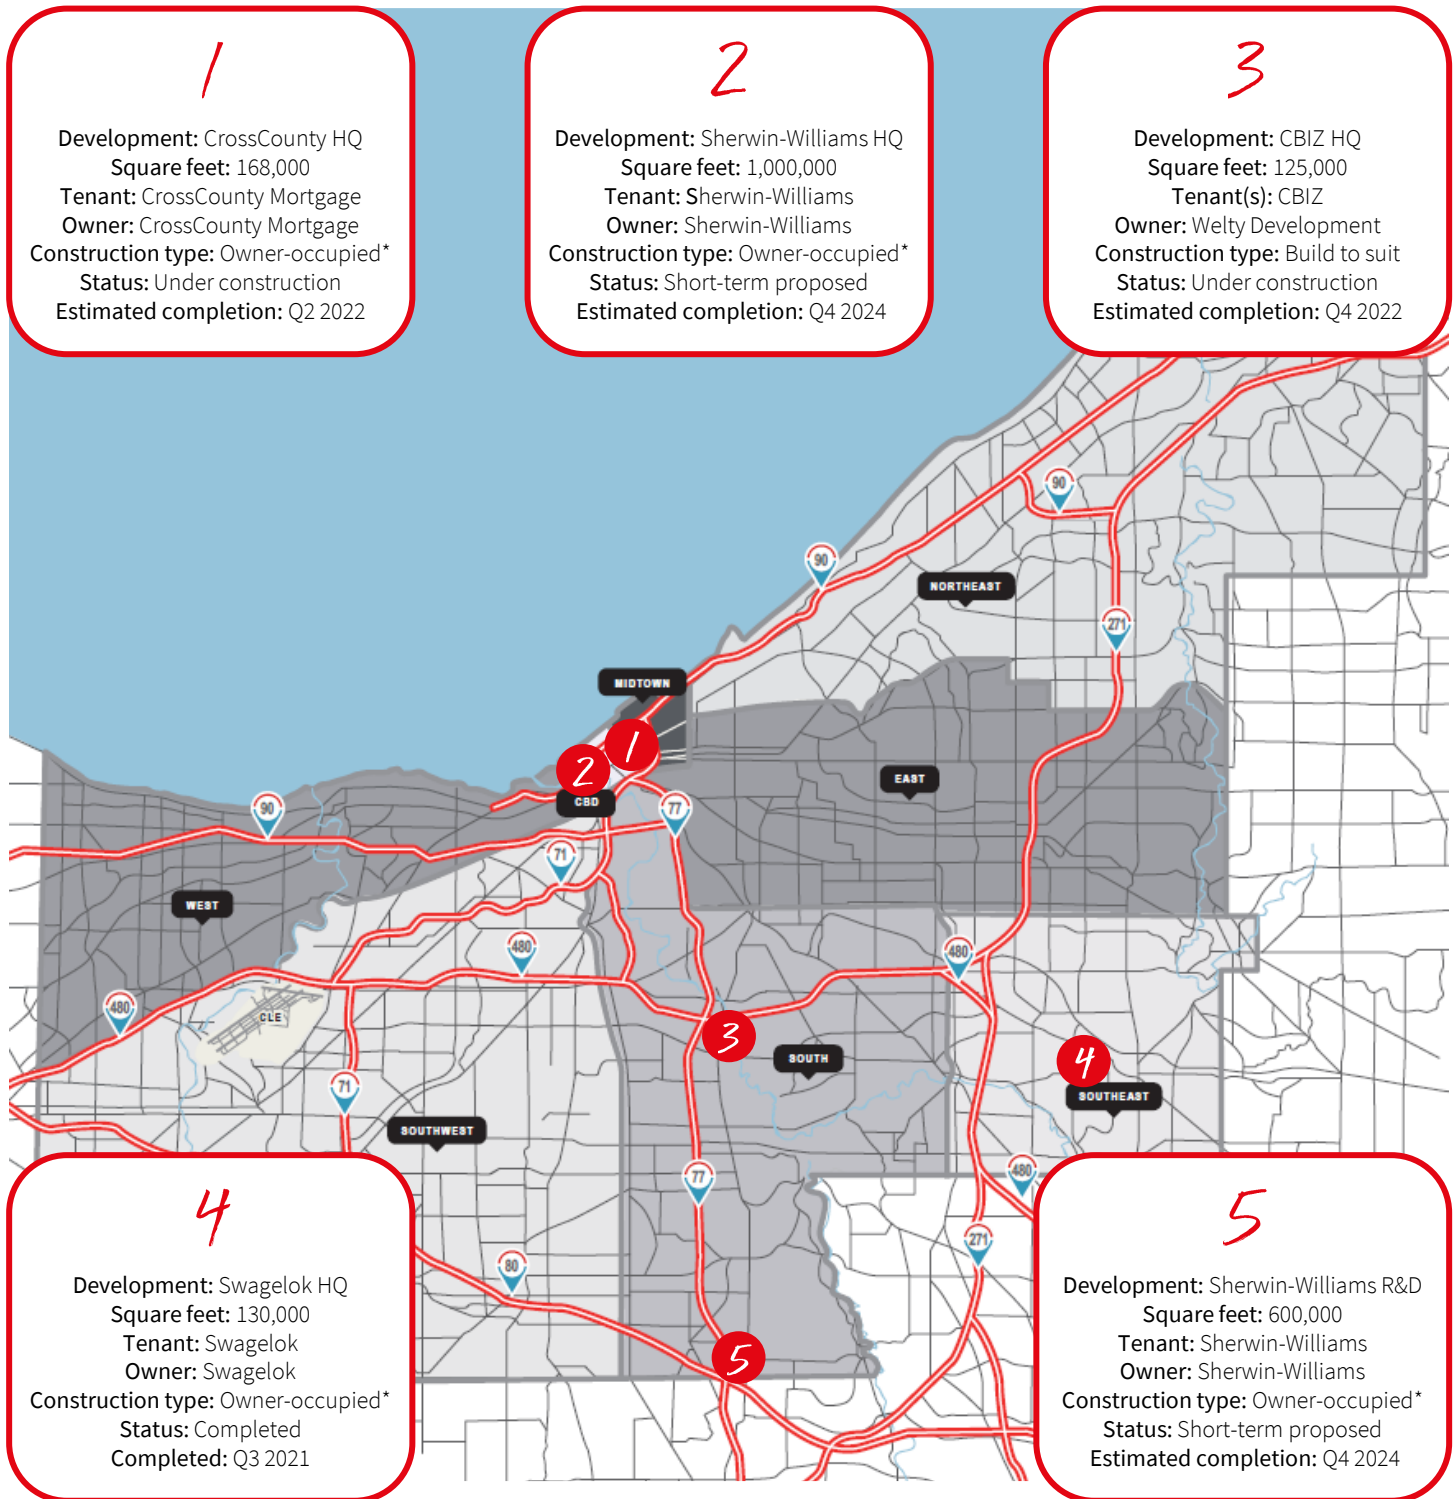 1
Development: CrossCounty HQ
Square feet: 168,000
Tenant: CrossCounty Mortgage
Owner: CrossCounty Mortgage
Construction type: Owner-occupied*
Status: Under construction
Estimated completion: Q2 2022
2
Development: Sherwin-Williams HQ
Square feet: 1,000,000
Tenant: Sherwin-Williams
Owner: Sherwin-Williams
Construction type: Owner-occupied*
Status: Short-term proposed
Estimated completion: Q4 2024
3
Development: CBIZ HQ
Square feet: 125,000
Tenant(s): CBIZ
Owner: Welty Development
Construction type: Build to suit
Status: Under construction
Estimated completion: Q4 2022
90
90
NORTHEAST
271
MIDTOWN
1
2
CBD
EAST
90
77
71
WEST
480
480
480
CLE
3
SOUTH
4
SOUTHEAST
71
SOUTHWEST
77
480
271
80
5
4
Development: Swagelok HQ
Square feet: 130,000
Tenant: Swagelok
Owner: Swagelok
Construction type: Owner-occupied*
Status: Completed
Completed: Q3 2021
5
Development: Sherwin-Williams R&D
Square feet: 600,000
Tenant: Sherwin-Williams
Owner: Sherwin-Williams
Construction type: Owner-occupied*
Status: Short-term proposed
Estimated completion: Q4 2024